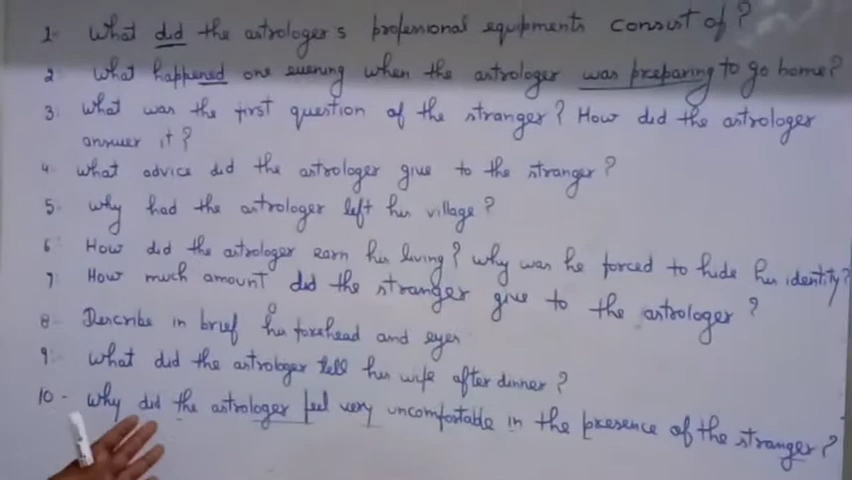 1- What did the astrologer's professional equipments consist of?
2 What happened one evening when the astrologer was preparing to go home?
3: What was the first question of the stranger? How did the astrologer
answer it?
4- What advice did the astrologer give to the stranger?
5- Why had the astrologer left his village?
6- How did the astrologer earn his living? Why was he forced to hide his identity?
7- How much amount did the stranger give to the astrologer?
8- Describe in brief his forehead and eyes
9- What did the astrologer tell his wife after dinner?
10- Why did the astrologer feel very uncomfortable in the presence of the stranger?